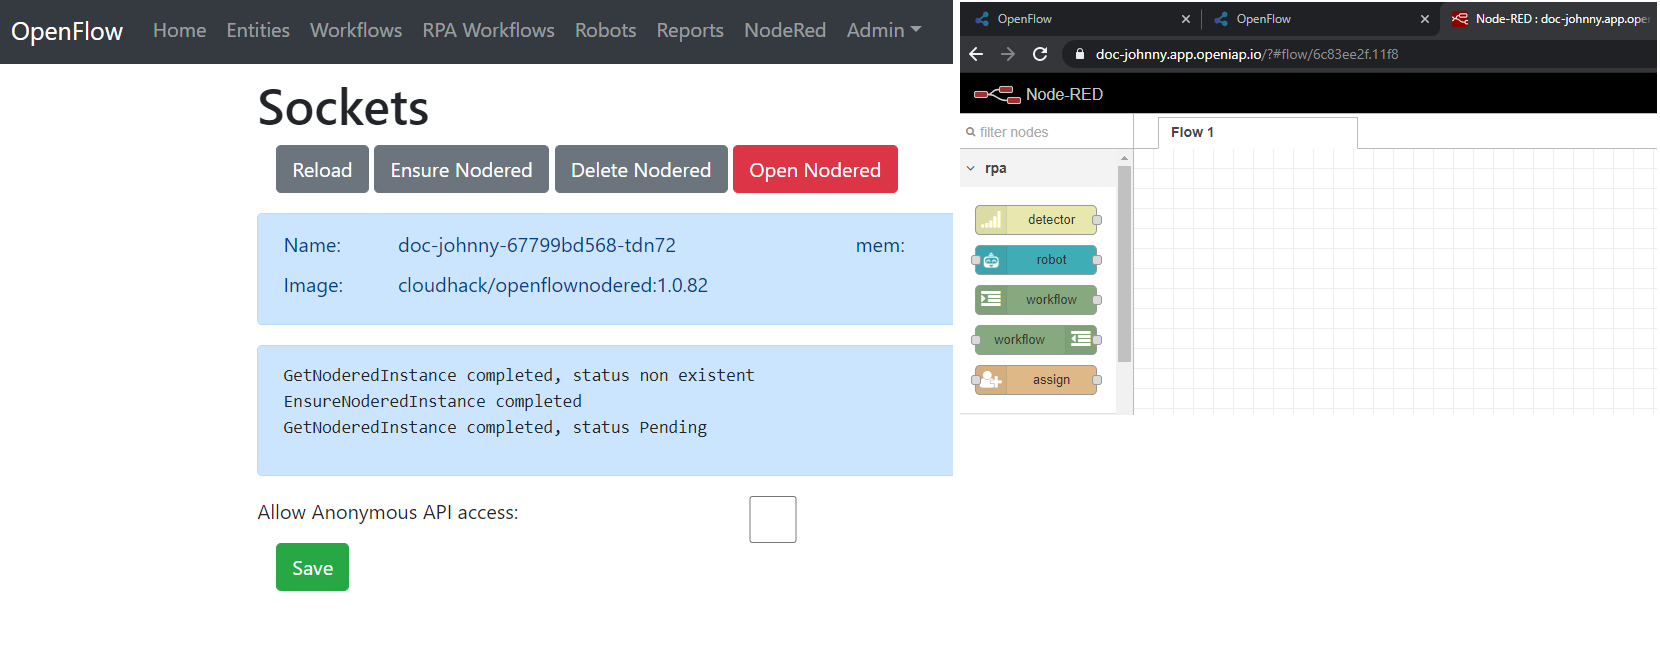 OpenFlow Home Entities Workflows RPA Workflows Robots Reports NodeRed Admin
Sockets
Reload Ensure Nodered Delete Nodered Open Nodered
Name: doc-johnny-67799bd568-tdn72 mem:
Image: cloudhack/openflownodered:1.0.82
GetNoderedInstance completed, status non existent
EnsureNoderedInstance completed
GetNoderedInstance completed, status Pending
Allow Anonymous API access:
Save
OpenFlow OpenFlow Node-RED : doc-johnny.app.ope
doc-johnny.app.openiap.io/?#flow/6c83ee2f.11f8
Node-RED
filter nodes Flow 1
rpa
detector
robot
workflow
workflow
assign